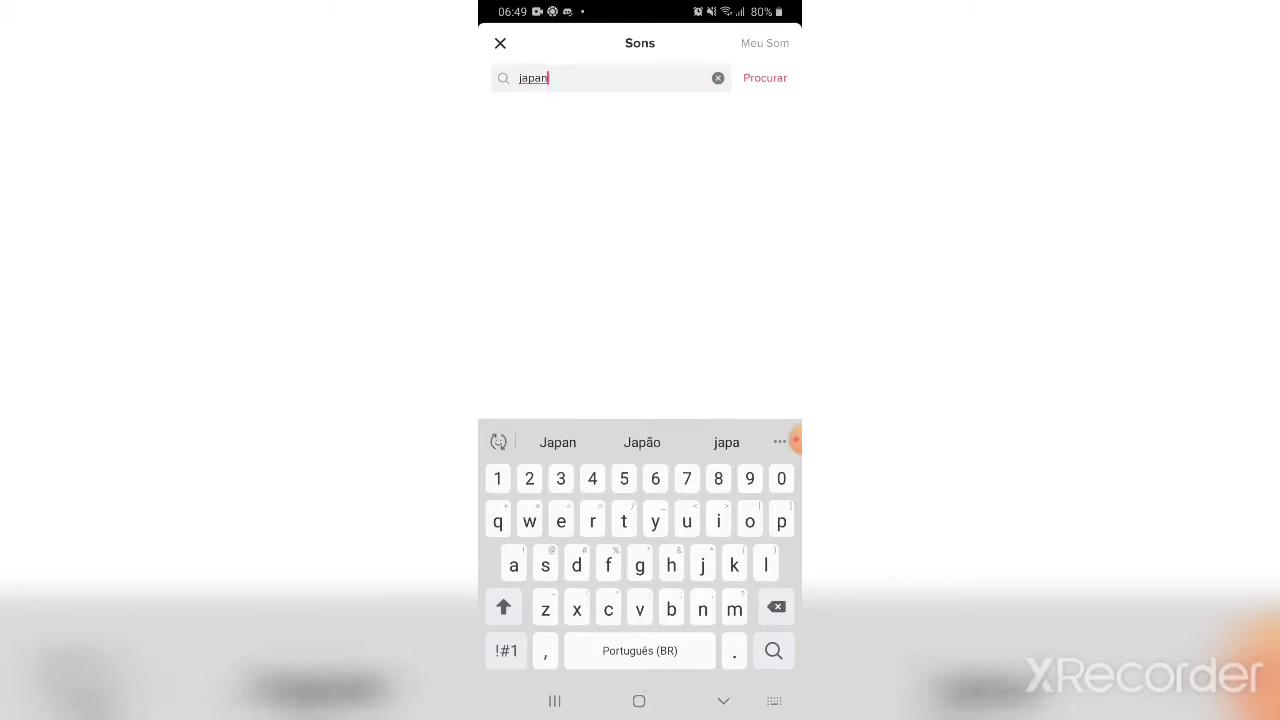 06:49 80%
Sons Meu Som
japan Procurar
Japan Japão japa
1 2 3 4 5 6 7 8 9 0
q w e r t y u i o p
a s d f g h j k l
z x c v b n m
!#1 , Português (BR) .
XRecorder